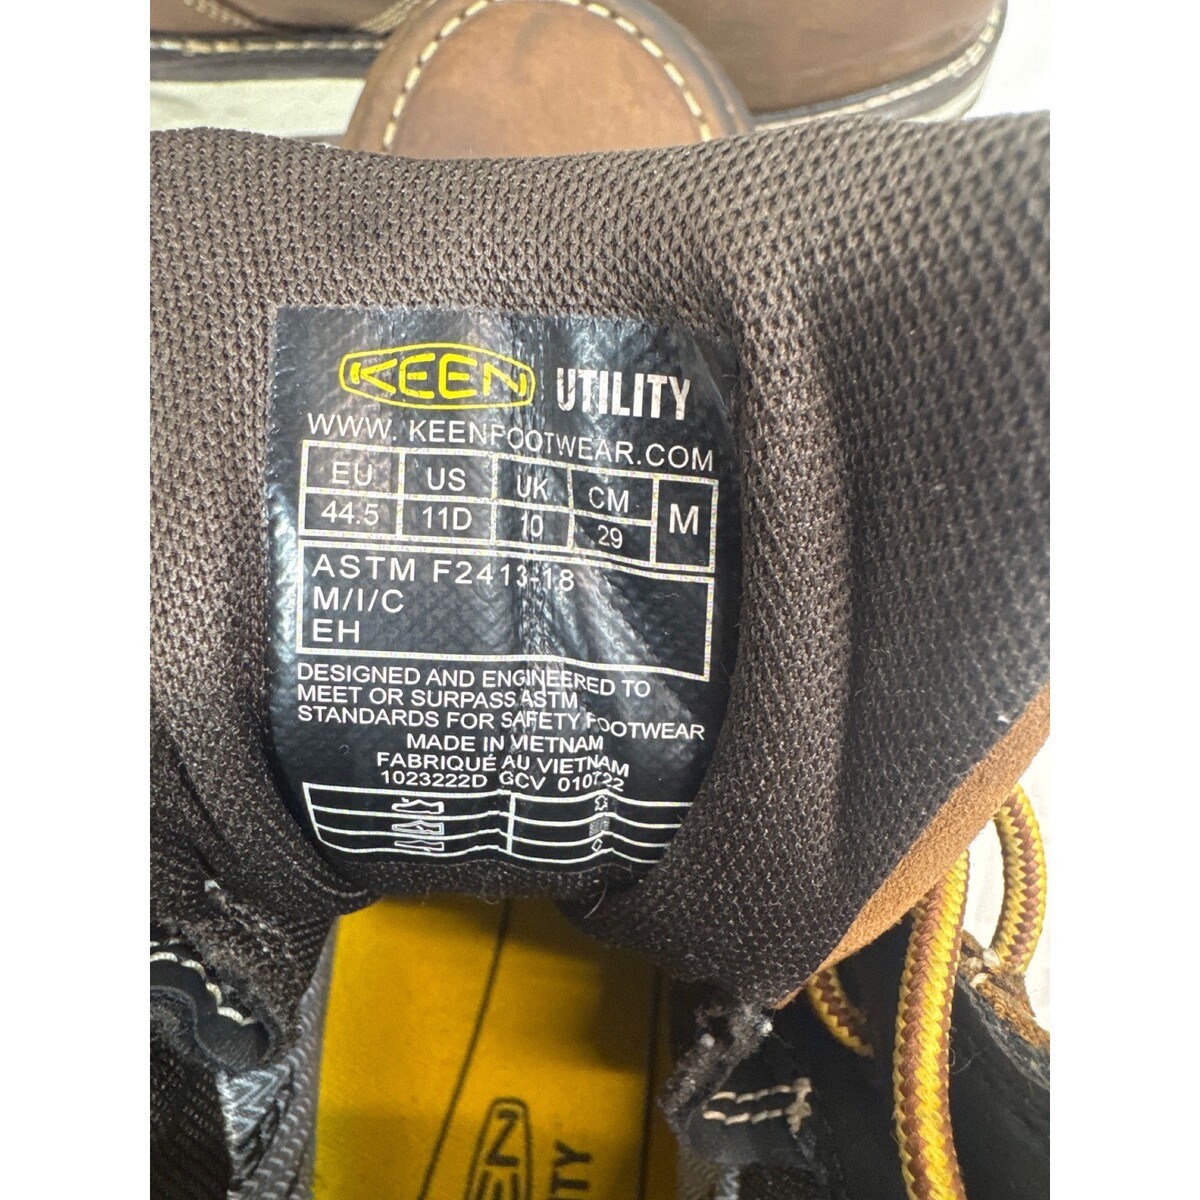 KEEN UTILITY
WWW. KEENFOOTWEAR.COM
EU US UK CM M
44.5 11D 10 29
ASTM F2413-18
M/I/C
EH
DESIGNED AND ENGINEERED TO
MEET OR SURPASS ASTM
STANDARDS FOR SAFETY FOOTWEAR
MADE IN VIETNAM
FABRIQUÉ AU VIETNAM
1023222D GCV 010722